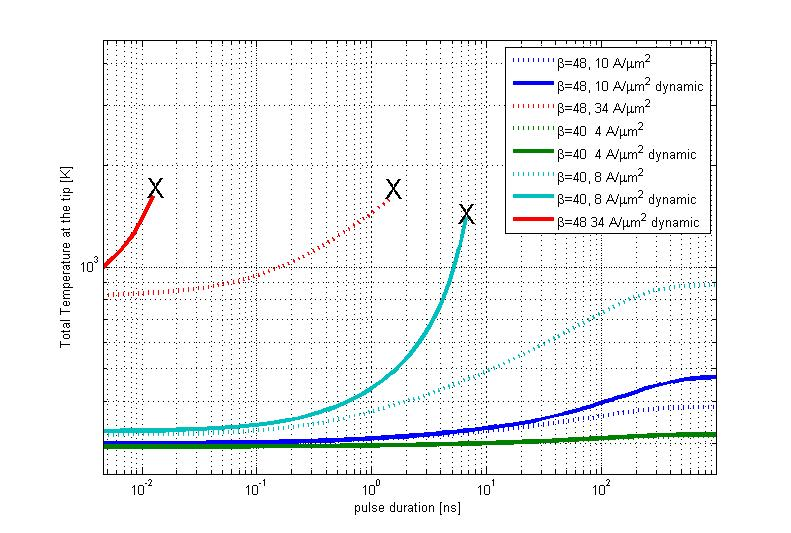 β=48, 10 A/µm²
β=48, 10 A/µm² dynamic
β=48, 34 A/µm²
β=40 4 A/µm²
β=40 4 A/µm² dynamic
β=40, 8 A/µm²
β=40, 8 A/µm² dynamic
β=48 34 A/µm² dynamic
X
X
X
Total Temperature at the tip [K]
10³
10⁻² 10⁻¹ 10⁰ 10¹ 10²
pulse duration [ns]